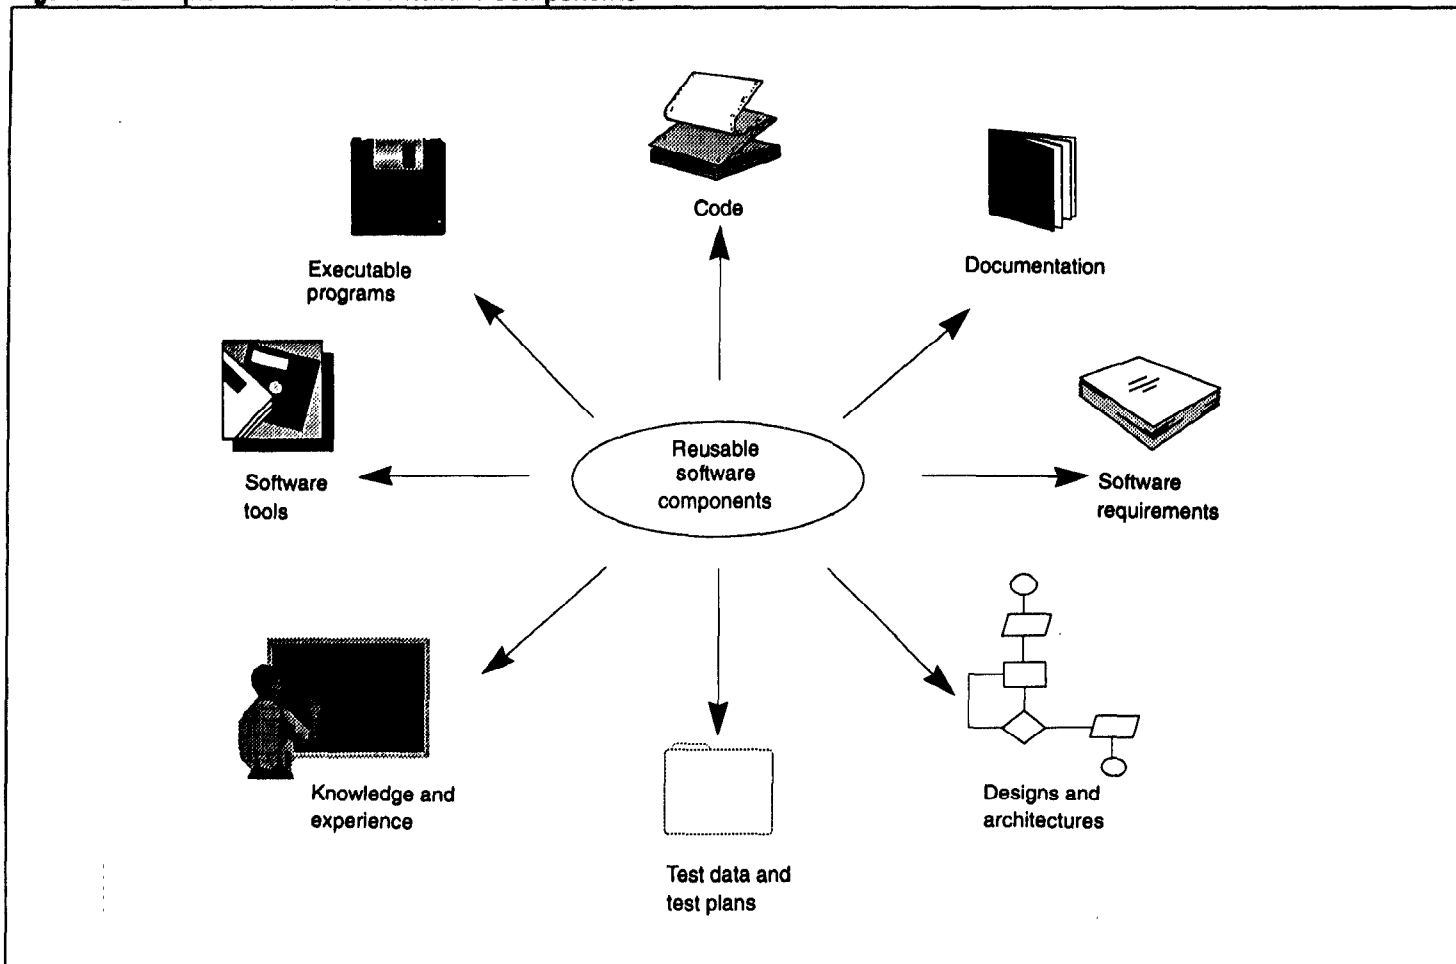 Code
Documentation
Executable
programs
Reusable
software
components
Software
tools
Software
requirements
Knowledge and
experience
Designs and
architectures
Test data and
test plans